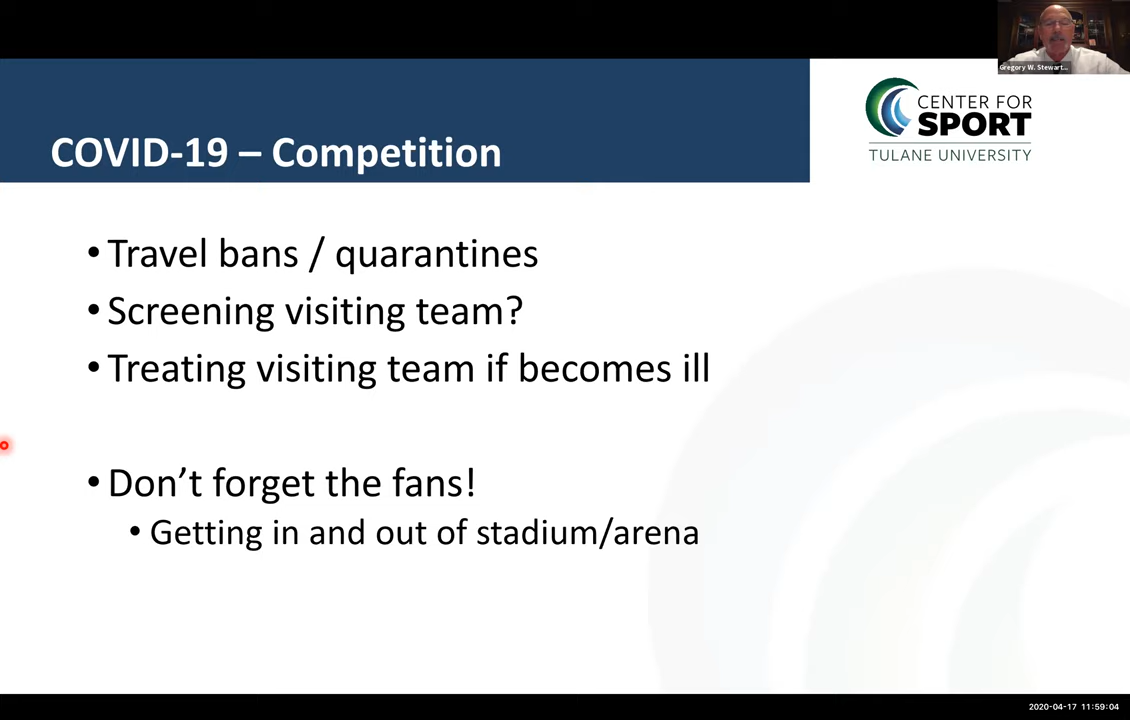 Gregory W. Stewart...
CENTER FOR
SPORT
TULANE UNIVERSITY
COVID-19 – Competition
• Travel bans / quarantines
• Screening visiting team?
• Treating visiting team if becomes ill
• Don’t forget the fans!
• Getting in and out of stadium/arena
2020-04-17 11:59:04